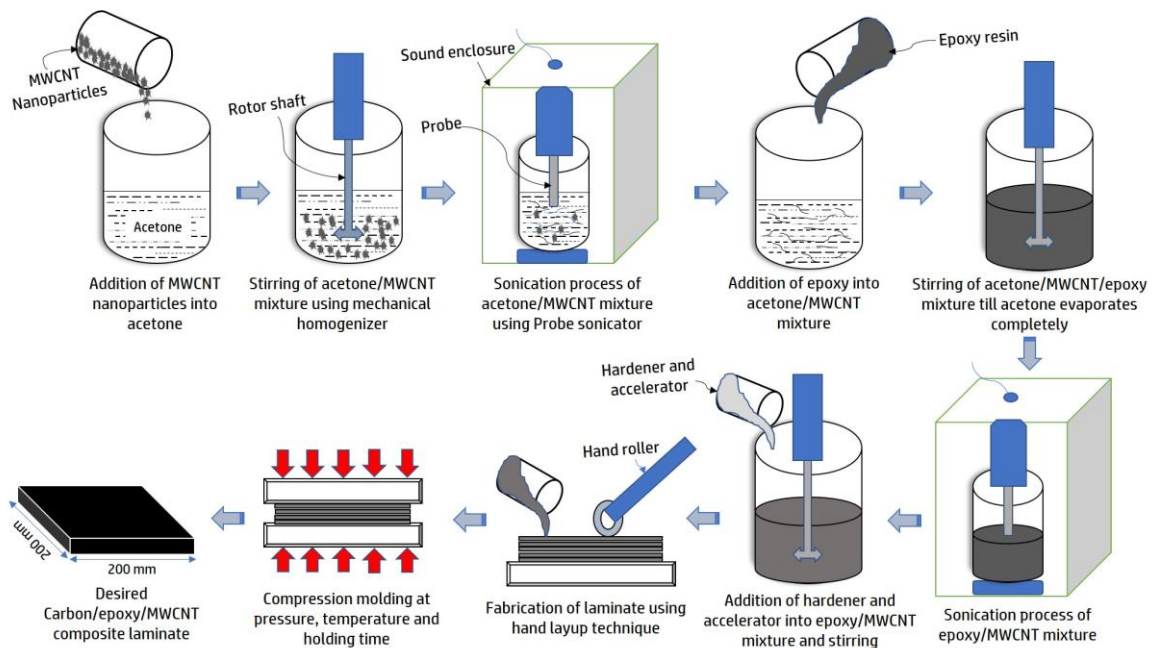 MWCNT
Nanoparticles
Acetone
Addition of MWCNT
nanoparticles into
acetone
Rotor shaft
Stirring of acetone/MWCNT
mixture using mechanical
homogenizer
Sound enclosure
Probe
Sonication process of
acetone/MWCNT mixture
using Probe sonicator
Epoxy resin
Addition of epoxy into
acetone/MWCNT
mixture
Stirring of acetone/MWCNT/epoxy
mixture till acetone evaporates
completely
Sonication process of
epoxy/MWCNT mixture
Hardener and
accelerator
Addition of hardener and
accelerator into epoxy/MWCNT
mixture and stirring
Hand roller
Fabrication of laminate using
hand layup technique
Compression molding at
pressure, temperature and
holding time
200 mm
200 mm
Desired
Carbon/epoxy/MWCNT
composite laminate